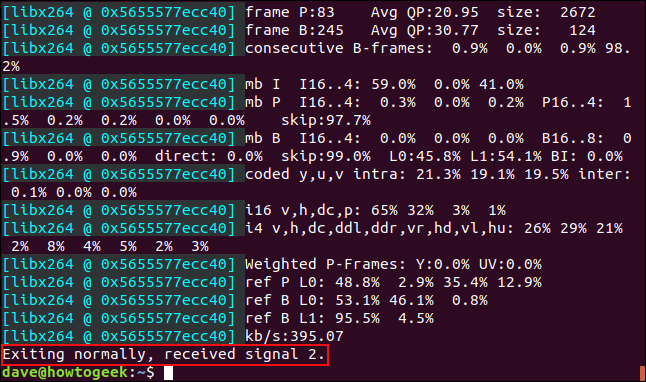 [libx264 @ 0x5655577ecc40] frame P:83    Avg QP:20.95  size:  2672
[libx264 @ 0x5655577ecc40] frame B:245   Avg QP:30.77  size:   124
[libx264 @ 0x5655577ecc40] consecutive B-frames:  0.9%  0.0%  0.9% 98.
2%
[libx264 @ 0x5655577ecc40] mb I  I16..4: 59.0%  0.0% 41.0%
[libx264 @ 0x5655577ecc40] mb P  I16..4:  0.3%  0.0%  0.2%  P16..4:  1
.5%  0.2%  0.2%  0.0%  0.0%    skip:97.7%
[libx264 @ 0x5655577ecc40] mb B  I16..4:  0.0%  0.0%  0.0%  B16..8:  0
.9%  0.0%  0.0%  direct: 0.0%  skip:99.0%  L0:45.8% L1:54.1% BI: 0.0%
[libx264 @ 0x5655577ecc40] coded y,u,v intra: 21.3% 19.1% 19.5% inter:
 0.1% 0.0% 0.0%
[libx264 @ 0x5655577ecc40] i16 v,h,dc,p: 65% 32%  3%  1%
[libx264 @ 0x5655577ecc40] i4 v,h,dc,ddl,ddr,vr,hd,vl,hu: 26% 29% 21%
 2%  8%  4%  5%  2%  3%
[libx264 @ 0x5655577ecc40] Weighted P-Frames: Y:0.0% UV:0.0%
[libx264 @ 0x5655577ecc40] ref P L0: 48.8%  2.9% 35.4% 12.9%
[libx264 @ 0x5655577ecc40] ref B L0: 53.1% 46.1%  0.8%
[libx264 @ 0x5655577ecc40] ref B L1: 95.5%  4.5%
[libx264 @ 0x5655577ecc40] kb/s:395.07
Exiting normally, received signal 2.
dave@howtogeek:~$